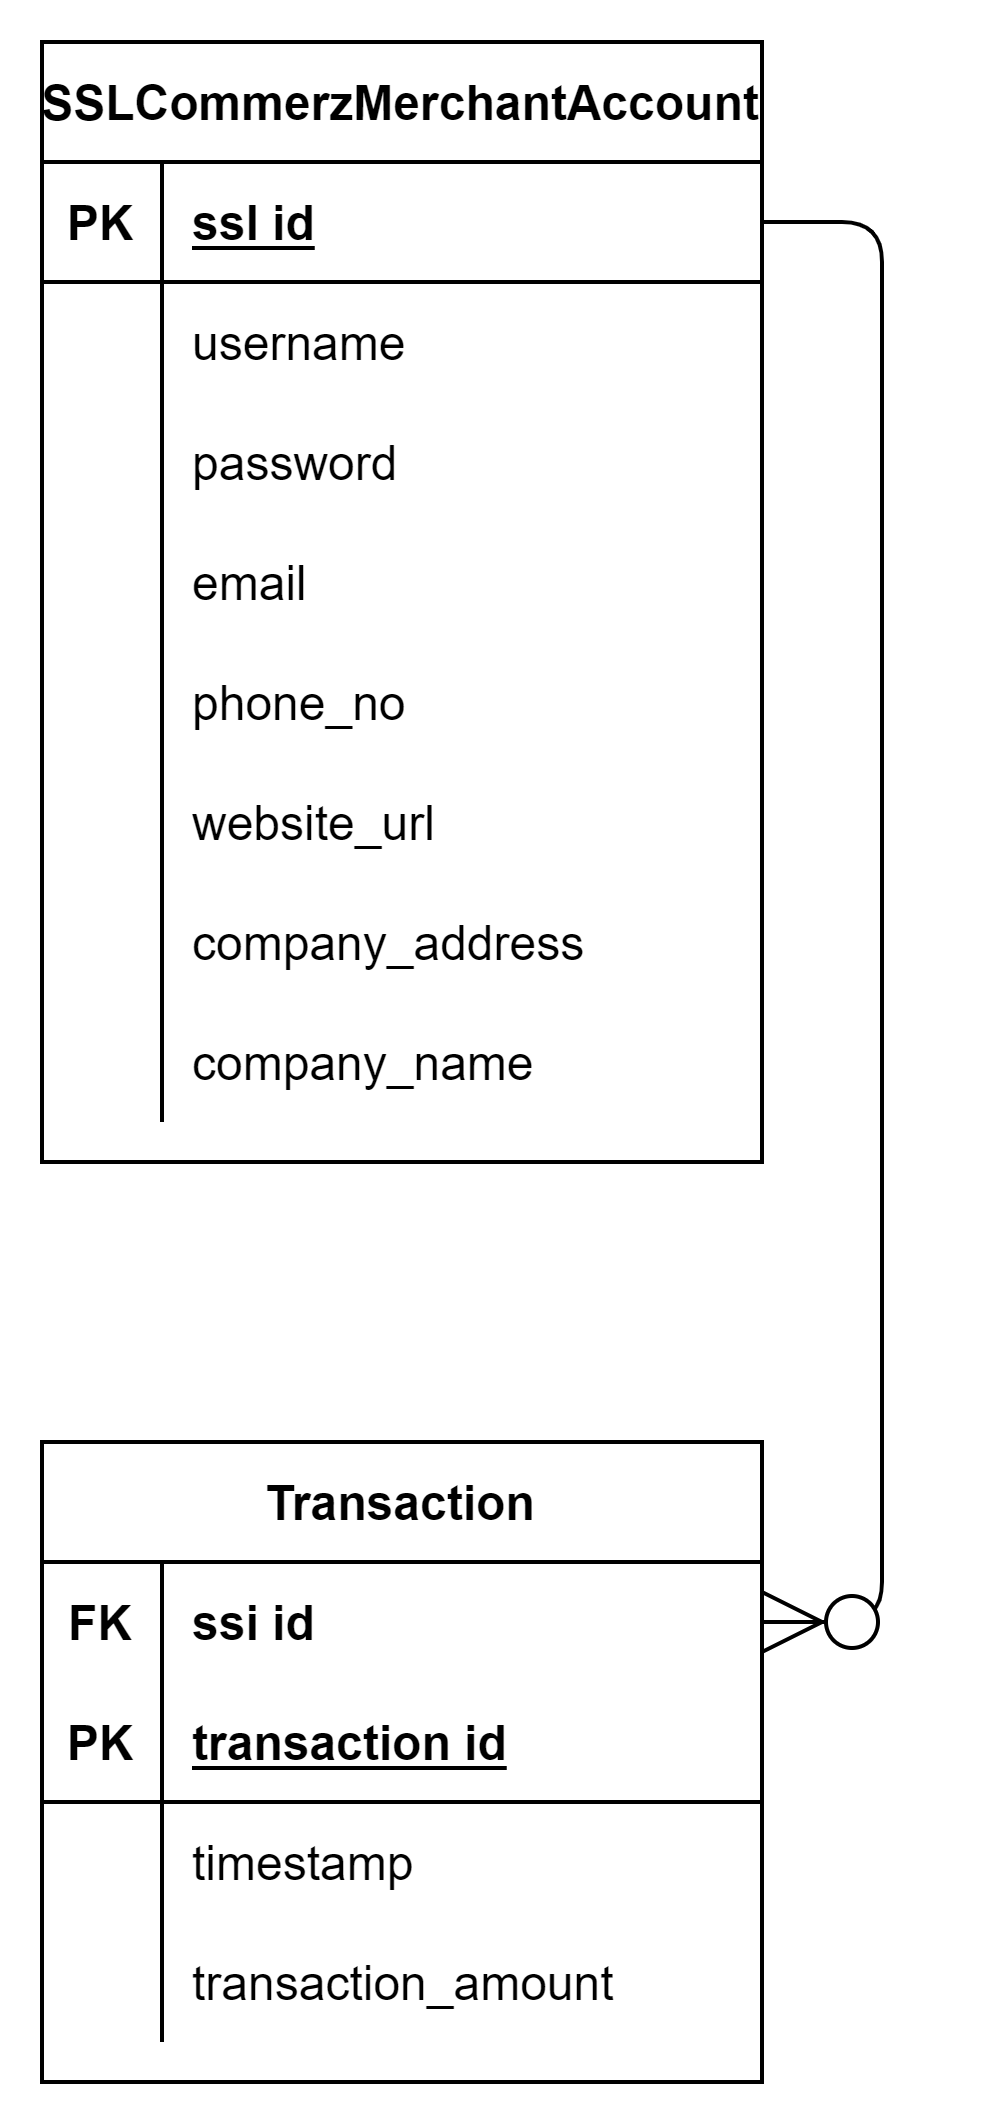 SSLCommerzMerchantAccount
PK ssl id
username
password
email
phone_no
website_url
company_address
company_name
Transaction
FK ssi id
PK transaction id
timestamp
transaction_amount